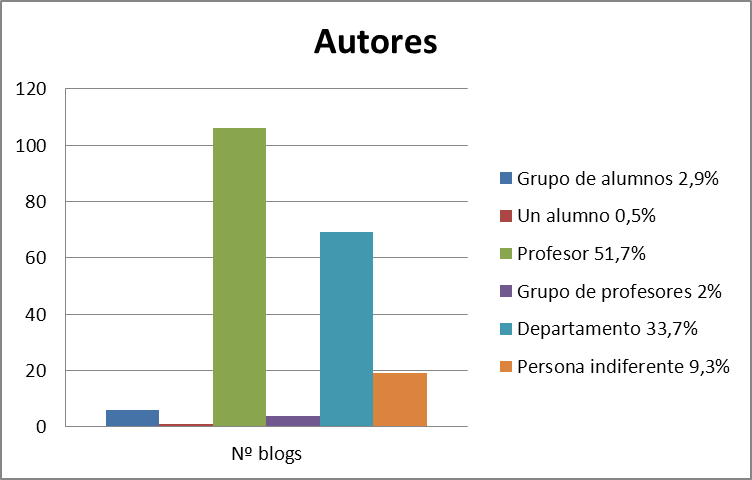 Autores
120
100
80
60
40
20
0
Nº blogs
Grupo de alumnos 2,9%
Un alumno 0,5%
Profesor 51,7%
Grupo de profesores 2%
Departamento 33,7%
Persona indiferente 9,3%